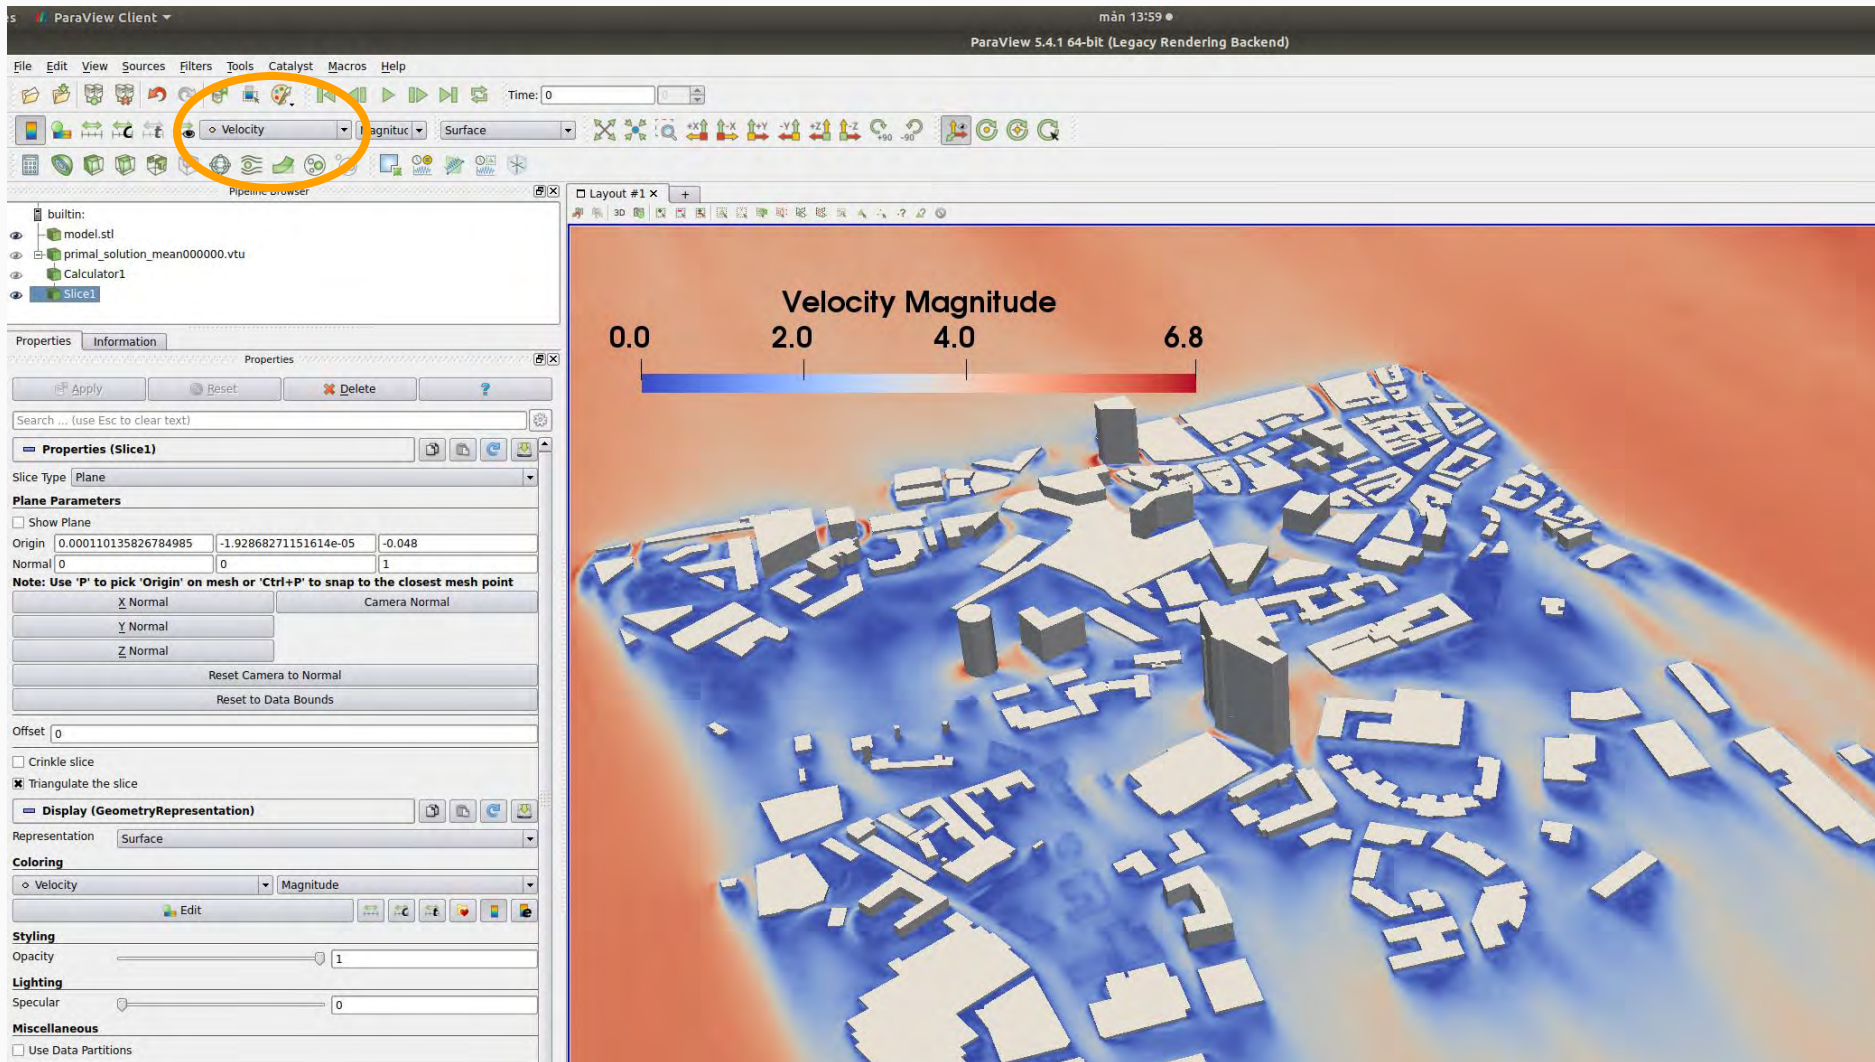 s ParaView Client
mån 13:59
ParaView 5.4.1 64-bit (Legacy Rendering Backend)
File Edit View Sources Filters Tools Catalyst Macros Help
Time: 0 0
Velocity Magnituc Surface
+X -X +Y -Y +Z -Z +90 -90
Pipeline Browser
Layout #1 +
3D
builtin:
model.stl
primal_solution_mean000000.vtu
Calculator1
Slice1
Properties Information
Properties
Apply Reset Delete ?
Search ... (use Esc to clear text)
Properties (Slice1)
Slice Type Plane
Plane Parameters
Show Plane
Origin 0.000110135826784985 -1.92868271151614e-05 -0.048
Normal 0 0 1
Note: Use 'P' to pick 'Origin' on mesh or 'Ctrl+P' to snap to the closest mesh point
X Normal Camera Normal
Y Normal
Z Normal
Reset Camera to Normal
Reset to Data Bounds
Offset 0
Crinkle slice
Triangulate the slice
Display (GeometryRepresentation)
Representation Surface
Coloring
Velocity Magnitude
Edit
Styling
Opacity 1
Lighting
Specular 0
Miscellaneous
Use Data Partitions
Velocity Magnitude
0.0 2.0 4.0 6.8